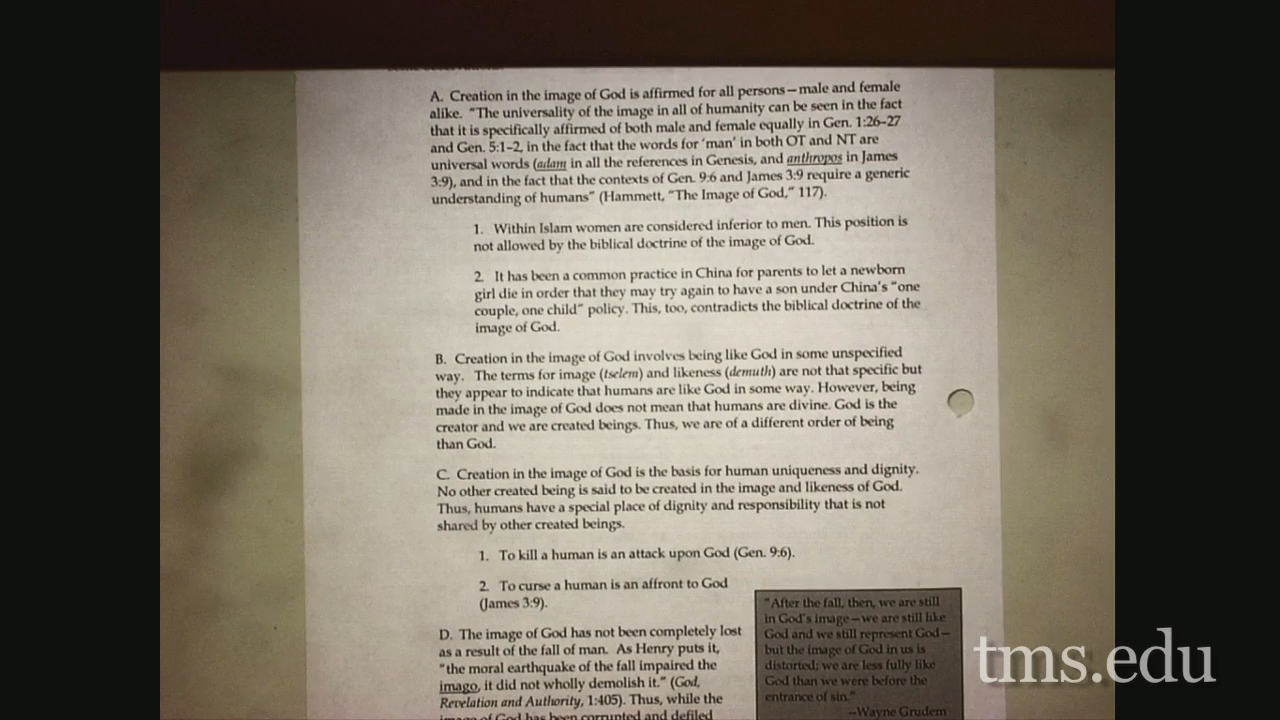 A. Creation in the image of God is affirmed for all persons—male and female
alike. "The universality of the image in all of humanity can be seen in the fact
that it is specifically affirmed of both male and female equally in Gen. 1:26–27
and Gen. 5:1–2, in the fact that the words for 'man' in both OT and NT are
universal words (adam in all the references in Genesis, and anthropos in James
3:9), and in the fact that the contexts of Gen. 9:6 and James 3:9 require a generic
understanding of humans" (Hammett, "The Image of God," 117).
1. Within Islam women are considered inferior to men. This position is
not allowed by the biblical doctrine of the image of God.
2. It has been a common practice in China for parents to let a newborn
girl die in order that they may try again to have a son under China's "one
couple, one child" policy. This, too, contradicts the biblical doctrine of the
image of God.
B. Creation in the image of God involves being like God in some unspecified
way. The terms for image (tselem) and likeness (demuth) are not that specific but
they appear to indicate that humans are like God in some way. However, being
made in the image of God does not mean that humans are divine. God is the
creator and we are created beings. Thus, we are of a different order of being
than God.
C. Creation in the image of God is the basis for human uniqueness and dignity.
No other created being is said to be created in the image and likeness of God.
Thus, humans have a special place of dignity and responsibility that is not
shared by other created beings.
1. To kill a human is an attack upon God (Gen. 9:6).
2. To curse a human is an affront to God
(James 3:9).
D. The image of God has not been completely lost
as a result of the fall of man. As Henry puts it,
"the moral earthquake of the fall impaired the
imago, it did not wholly demolish it." (God,
Revelation and Authority, 1:405). Thus, while the
image of God has been corrupted and defiled
"After the fall, then, we are still
in God's image—we are still like
God and we still represent God—
but the image of God in us is
distorted; we are less fully like
God than we were before the
entrance of sin."
—Wayne Grudem
tms.edu